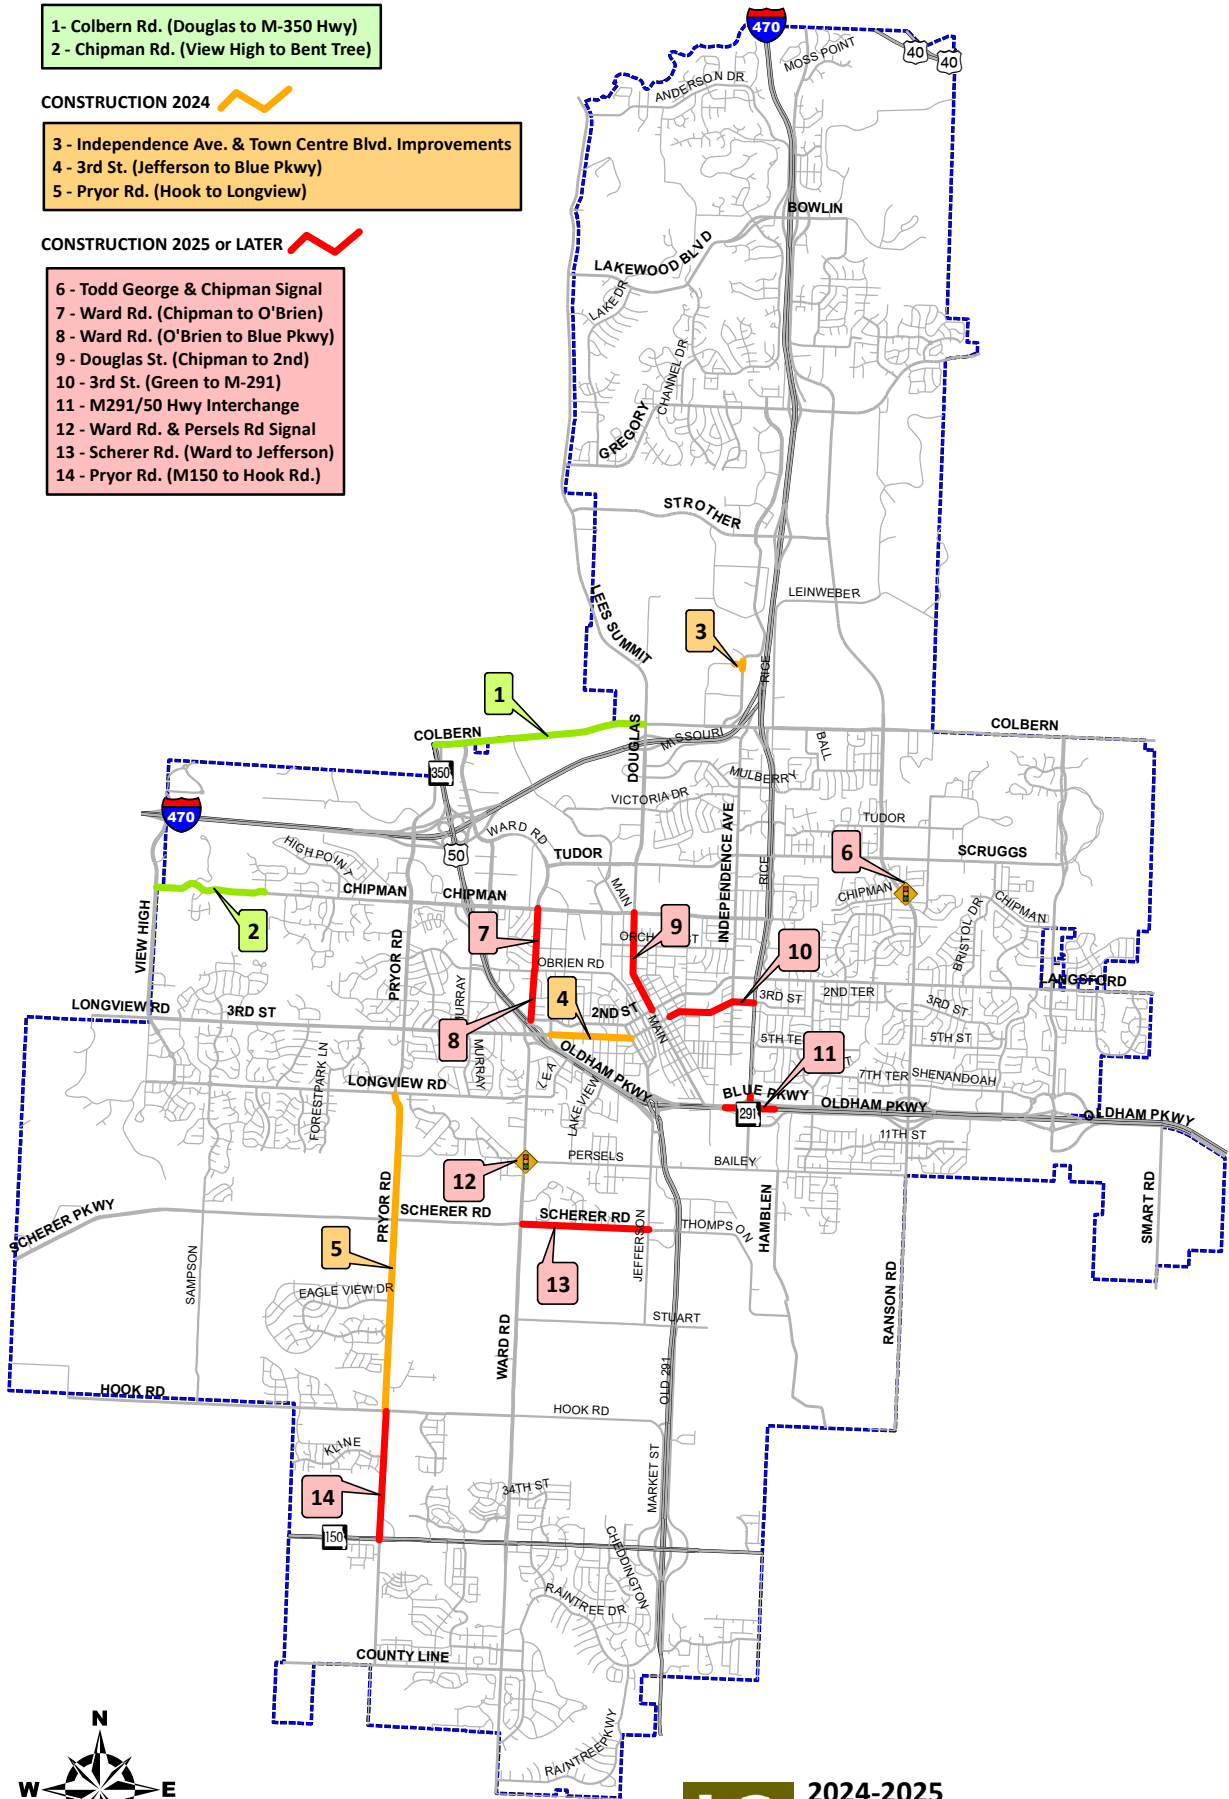 1- Colbern Rd. (Douglas to M-350 Hwy)
2 - Chipman Rd. (View High to Bent Tree)
CONSTRUCTION 2024
3 - Independence Ave. & Town Centre Blvd. Improvements
4 - 3rd St. (Jefferson to Blue Pkwy)
5 - Pryor Rd. (Hook to Longview)
CONSTRUCTION 2025 or LATER
6 - Todd George & Chipman Signal
7 - Ward Rd. (Chipman to O'Brien)
8 - Ward Rd. (O'Brien to Blue Pkwy)
9 - Douglas St. (Chipman to 2nd)
10 - 3rd St. (Green to M-291)
11 - M291/50 Hwy Interchange
12 - Ward Rd. & Persels Rd Signal
13 - Scherer Rd. (Ward to Jefferson)
14 - Pryor Rd. (M150 to Hook Rd.)
470
40
40
MOSS POINT
ANDERSON DR
BOWLIN
LAKEWOOD BLVD
LAKE DR
CHANNEL DR
GREGORY
STROTHER
LEINWEBER
LEES SUMMIT
3
RICE
1
COLBERN
DOUGLAS
MISSOURI
COLBERN
BALL
350
MULBERRY
VICTORIA DR
470
INDEPENDENCE AVE
TUDOR
WARD RD
HIGH POINT
50
TUDOR
SCRUGGS
6
RICE
MAIN
CHIPMAN
CHIPMAN
CHIPMAN
CHIPMAN
2
VIEW HIGH
PRYOR RD
7
9
BRISTOL DR
10
OBRIEN RD
LANGSFORD
MURRAY
4
2ND ST
3RD ST
2ND TER
3RD ST
LONGVIEW RD
3RD ST
8
MAIN
5TH ST
11
OLDHAM PKWY
MURRAY
LAKE VIEW
7TH TER
SHENANDOAH
LONGVIEW RD
FORESTPARK LN
BLUE PKWY
291
OLDHAM PKWY
OLDHAM PKWY
11TH ST
12
PERSELS
BAILEY
PRYOR RD
SCHERER RD
SCHERER RD
SCHERER PKWY
THOMPSON
HAMBLEN
SMART RD
JEFFERSON
5
13
SAMPSON
EAGLE VIEW DR
RANSON RD
STUART
WARD RD
OLD 291
HOOK RD
HOOK RD
KLINE
MARKET ST
34TH ST
14
150
CHEDDINGTON
RAINTREE DR
COUNTY LINE
RAINTREE PKWY
N
W
E
2024-2025